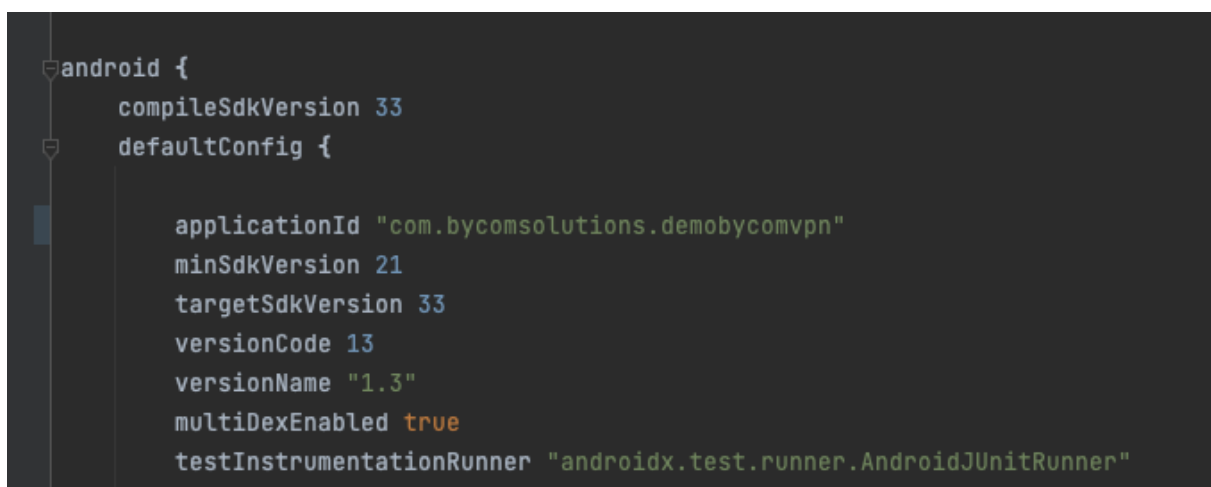 android {
compileSdkVersion 33
defaultConfig {
applicationId "com.bycomsolutions.demobycomvpn"
minSdkVersion 21
targetSdkVersion 33
versionCode 13
versionName "1.3"
multiDexEnabled true
testInstrumentationRunner "androidx.test.runner.AndroidJUnitRunner"